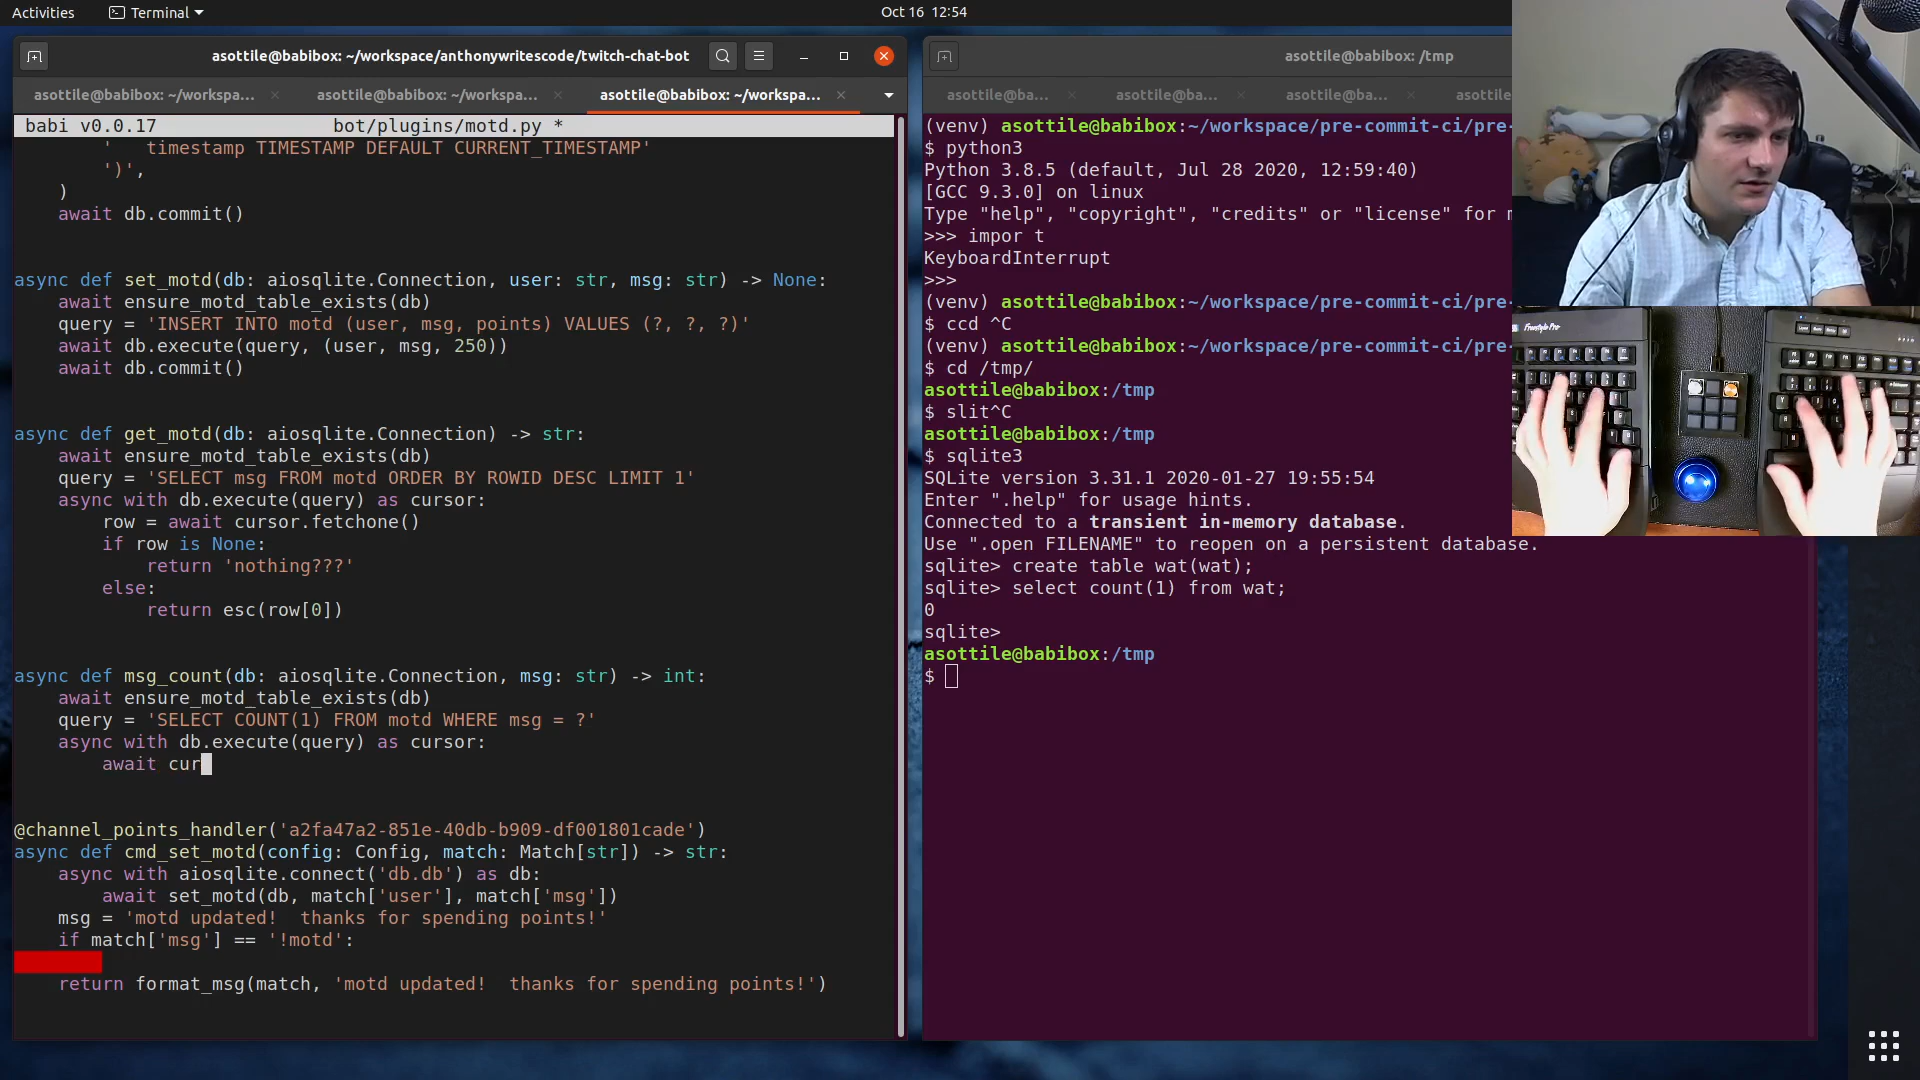 Activities
Terminal
Oct 16 12:54
asottile@babibox: ~/workspace/anthonywritescode/twitch-chat-bot
asottile@babibox: ~/workspa...
asottile@babibox: ~/workspa...
asottile@babibox: ~/workspa...
babi v0.0.17 bot/plugins/motd.py *
' timestamp TIMESTAMP DEFAULT CURRENT_TIMESTAMP'
')',
)
await db.commit()
async def set_motd(db: aiosqlite.Connection, user: str, msg: str) -> None:
await ensure_motd_table_exists(db)
query = 'INSERT INTO motd (user, msg, points) VALUES (?, ?, ?)'
await db.execute(query, (user, msg, 250))
await db.commit()
async def get_motd(db: aiosqlite.Connection) -> str:
await ensure_motd_table_exists(db)
query = 'SELECT msg FROM motd ORDER BY ROWID DESC LIMIT 1'
async with db.execute(query) as cursor:
row = await cursor.fetchone()
if row is None:
return 'nothing???'
else:
return esc(row[0])
async def msg_count(db: aiosqlite.Connection, msg: str) -> int:
await ensure_motd_table_exists(db)
query = 'SELECT COUNT(1) FROM motd WHERE msg = ?'
async with db.execute(query) as cursor:
await cur
@channel_points_handler('a2fa47a2-851e-40db-b909-df001801cade')
async def cmd_set_motd(config: Config, match: Match[str]) -> str:
async with aiosqlite.connect('db.db') as db:
await set_motd(db, match['user'], match['msg'])
msg = 'motd updated!  thanks for spending points!'
if match['msg'] == '!motd':
return format_msg(match, 'motd updated!  thanks for spending points!')
asottile@babibox: /tmp
asottile@ba...
asottile@ba...
asottile@ba...
asottil
(venv) asottile@babibox:~/workspace/pre-commit-ci/pre-
$ python3
Python 3.8.5 (default, Jul 28 2020, 12:59:40)
[GCC 9.3.0] on linux
Type "help", "copyright", "credits" or "license" for m
>>> impor t
KeyboardInterrupt
>>>
(venv) asottile@babibox:~/workspace/pre-commit-ci/pre-
$ ccd ^C
(venv) asottile@babibox:~/workspace/pre-commit-ci/pre-
$ cd /tmp/
asottile@babibox:/tmp
$ slit^C
asottile@babibox:/tmp
$ sqlite3
SQLite version 3.31.1 2020-01-27 19:55:54
Enter ".help" for usage hints.
Connected to a transient in-memory database.
Use ".open FILENAME" to reopen on a persistent database.
sqlite> create table wat(wat);
sqlite> select count(1) from wat;
0
sqlite>
asottile@babibox:/tmp
$
Freestyle Pro